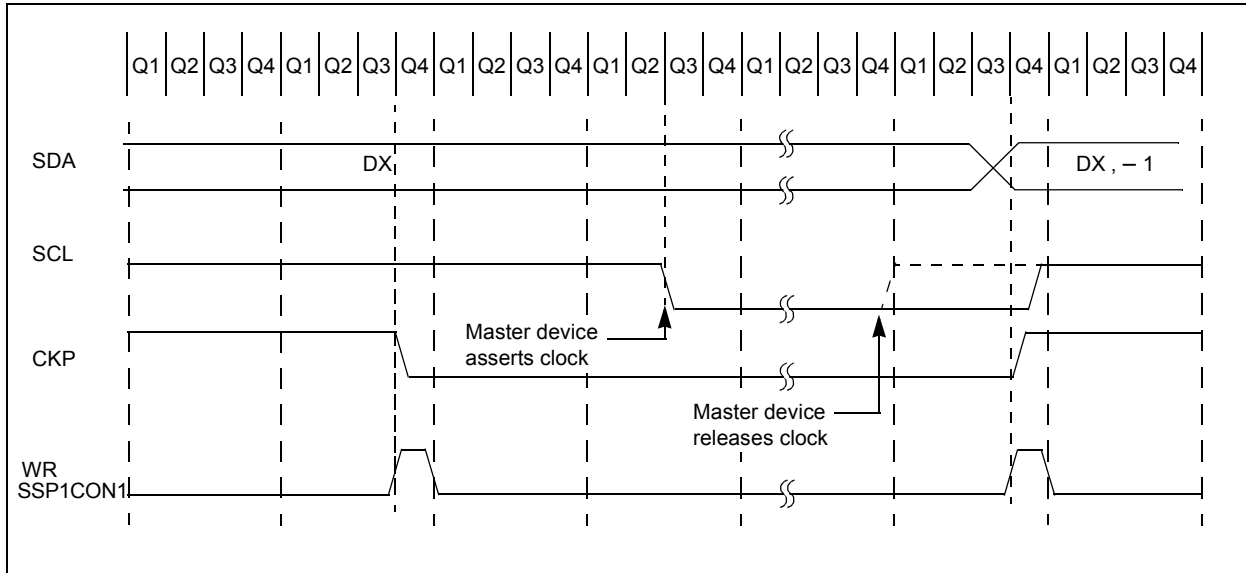 Q1 Q2 Q3 Q4 Q1 Q2 Q3 Q4 Q1 Q2 Q3 Q4 Q1 Q2 Q3 Q4 Q1 Q2 Q3 Q4 Q1 Q2 Q3 Q4 Q1 Q2 Q3 Q4
SDA
DX
DX , – 1
SCL
Master device
asserts clock
CKP
Master device
releases clock
WR
SSP1CON1